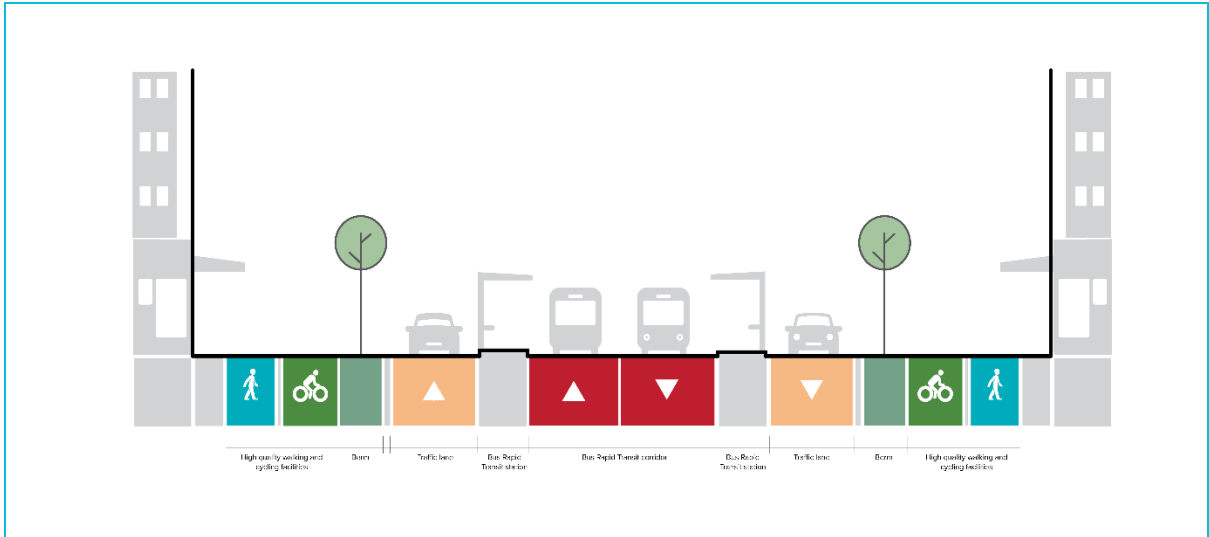 High quality walking and
cycling facilities
Berm
Traffic lane
Bus Rapid
Transit station
Bus Rapid Transit corridor
Bus Rapid
Transit station
Traffic lane
Berm
High quality walking and
cycling facilities